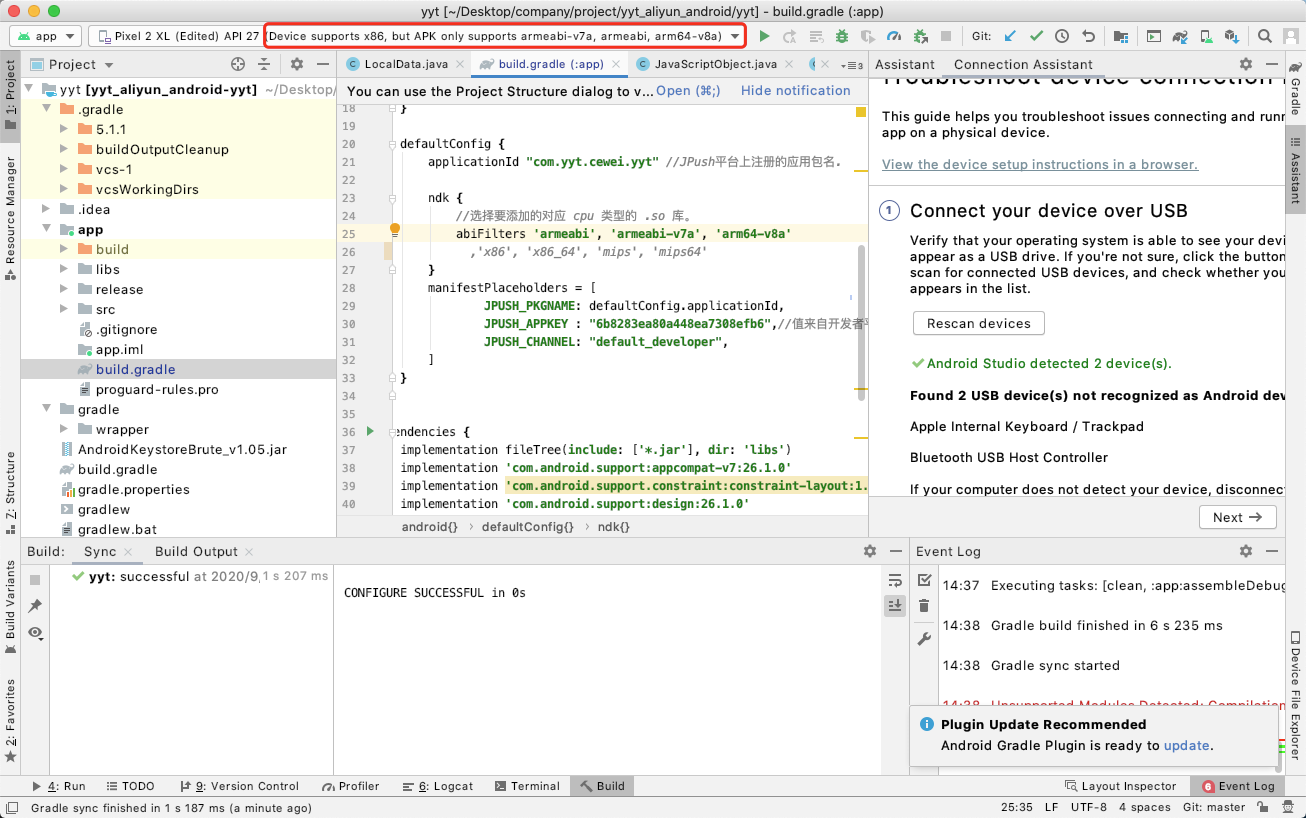 yyt [~/Desktop/company/project/yyt_aliyun_android/yyt] - build.gradle (:app)
app
Pixel 2 XL (Edited) API 27 (Device supports x86, but APK only supports armeabi-v7a, armeabi, arm64-v8a)
Git:
1: Project
Resource Manager
Z: Structure
Build Variants
2: Favorites
Project
yyt [yyt_aliyun_android-yyt] ~/Desktop/
.gradle
5.1.1
buildOutputCleanup
vcs-1
vcsWorkingDirs
.idea
app
build
libs
release
src
.gitignore
app.iml
build.gradle
proguard-rules.pro
gradle
wrapper
AndroidKeystoreBrute_v1.05.jar
build.gradle
gradle.properties
gradlew
gradlew.bat
LocalData.java
build.gradle (:app)
JavaScriptObject.java
3
You can use the Project Structure dialog to v... Open (⌘;) Hide notification
18 }
19
20 defaultConfig {
21 applicationId "com.yyt.cewei.yyt" //JPush平台上注册的应用包名.
22
23 ndk {
24 //选择要添加的对应 cpu 类型的 .so 库。
25 abiFilters 'armeabi', 'armeabi-v7a', 'arm64-v8a'
26 ,'x86', 'x86_64', 'mips', 'mips64'
27 }
28 manifestPlaceholders = [
29 JPUSH_PKGNAME: defaultConfig.applicationId,
30 JPUSH_APPKEY : "6b8283ea80a448ea7308efb6",//值来自开发者
31 JPUSH_CHANNEL: "default_developer",
32 ]
33 }
34
35
36 endencies {
37 implementation fileTree(include: ['*.jar'], dir: 'libs')
38 implementation 'com.android.support:appcompat-v7:26.1.0'
39 implementation 'com.android.support.constraint:constraint-layout:1.
40 implementation 'com.android.support:design:26.1.0'
android{} › defaultConfig{} › ndk{}
Assistant
Connection Assistant
Troubleshoot device connection
This guide helps you troubleshoot issues connecting and runn
app on a physical device.
View the device setup instructions in a browser.
1 Connect your device over USB
Verify that your operating system is able to see your devi
appear as a USB drive. If you're not sure, click the button
scan for connected USB devices, and check whether you
appears in the list.
Rescan devices
Android Studio detected 2 device(s).
Found 2 USB device(s) not recognized as Android dev
Apple Internal Keyboard / Trackpad
Bluetooth USB Host Controller
If your computer does not detect your device, disconnect
Next →
Gradle
Assistant
Device File Explorer
Build:
Sync
Build Output
yyt: successful at 2020/9, 1 s 207 ms
CONFIGURE SUCCESSFUL in 0s
Event Log
14:37 Executing tasks: [clean, :app:assembleDebug
14:38 Gradle build finished in 6 s 235 ms
14:38 Gradle sync started
14:38 Unsupported Modules Detected: Compilation
Plugin Update Recommended
Android Gradle Plugin is ready to update.
4: Run
TODO
9: Version Control
Profiler
6: Logcat
Terminal
Build
Layout Inspector
6 Event Log
Gradle sync finished in 1 s 187 ms (a minute ago)
25:35 LF UTF-8 4 spaces Git: master